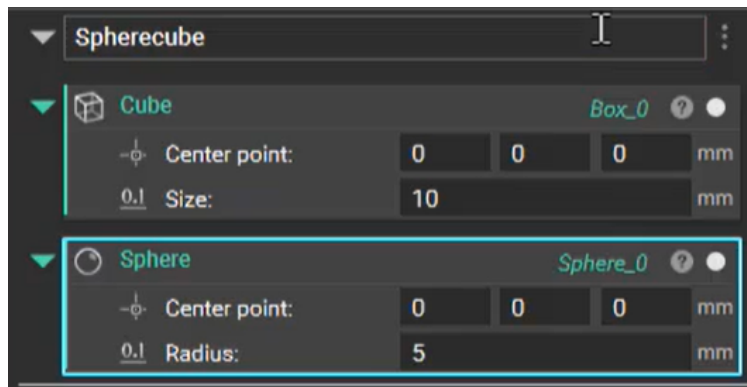 Spherecube
Cube Box_0 ?
Center point: 0 0 0 mm
0.1 Size: 10 mm
Sphere Sphere_0 ?
Center point: 0 0 0 mm
0.1 Radius: 5 mm